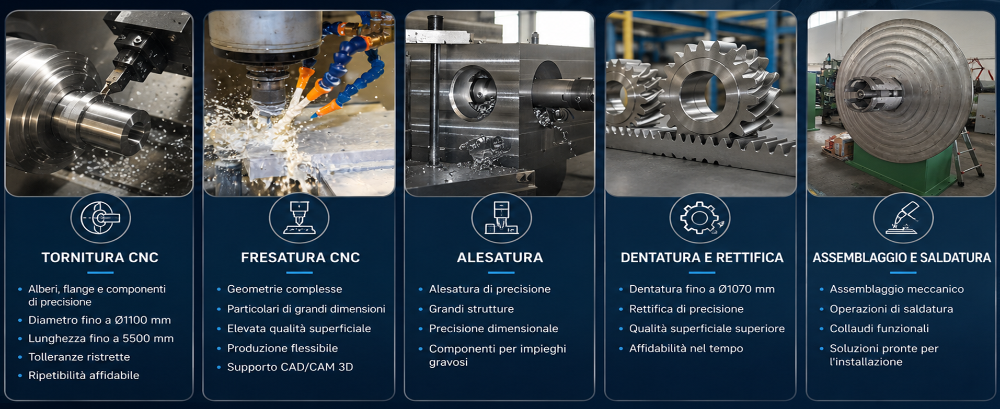 TORNITURA CNC
• Alberi, flange e componenti
di precisione
• Diametro fino a Ø1100 mm
• Lunghezza fino a 5500 mm
• Tolleranze ristrette
• Ripetibilità affidabile
FRESATURA CNC
• Geometrie complesse
• Particolari di grandi dimensioni
• Elevata qualità superficiale
• Produzione flessibile
• Supporto CAD/CAM 3D
ALESATURA
• Alesatura di precisione
• Grandi strutture
• Precisione dimensionale
• Componenti per impieghi
gravosi
DENTATURA E RETTIFICA
• Dentatura fino a Ø1070 mm
• Rettifica di precisione
• Qualità superficiale superiore
• Affidabilità nel tempo
ASSEMBLAGGIO E SALDATURA
• Assemblaggio meccanico
• Operazioni di saldatura
• Collaudi funzionali
• Soluzioni pronte per
l'installazione